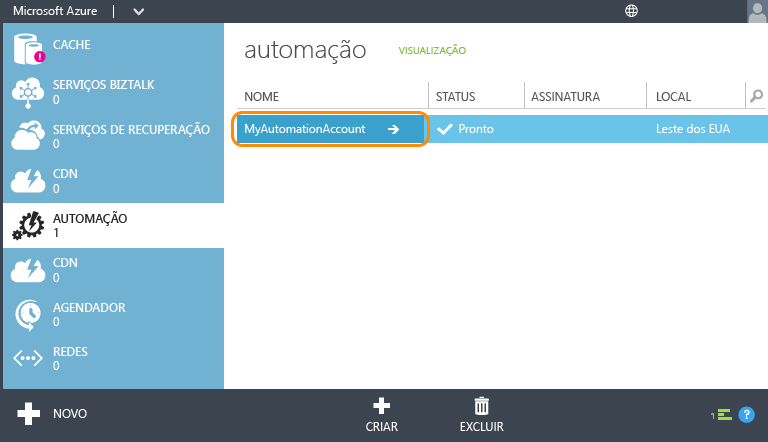 Microsoft Azure
CACHE
!
SERVIÇOS BIZTALK
0
SERVIÇOS DE RECUPERAÇÃO
0
CDN
0
AUTOMAÇÃO
1
CDN
0
AGENDADOR
0
REDES
0
automação VISUALIZAÇÃO
NOME STATUS ASSINATURA LOCAL
MyAutomationAccount Pronto Leste dos EUA
NOVO
CRIAR
EXCLUIR
1
?